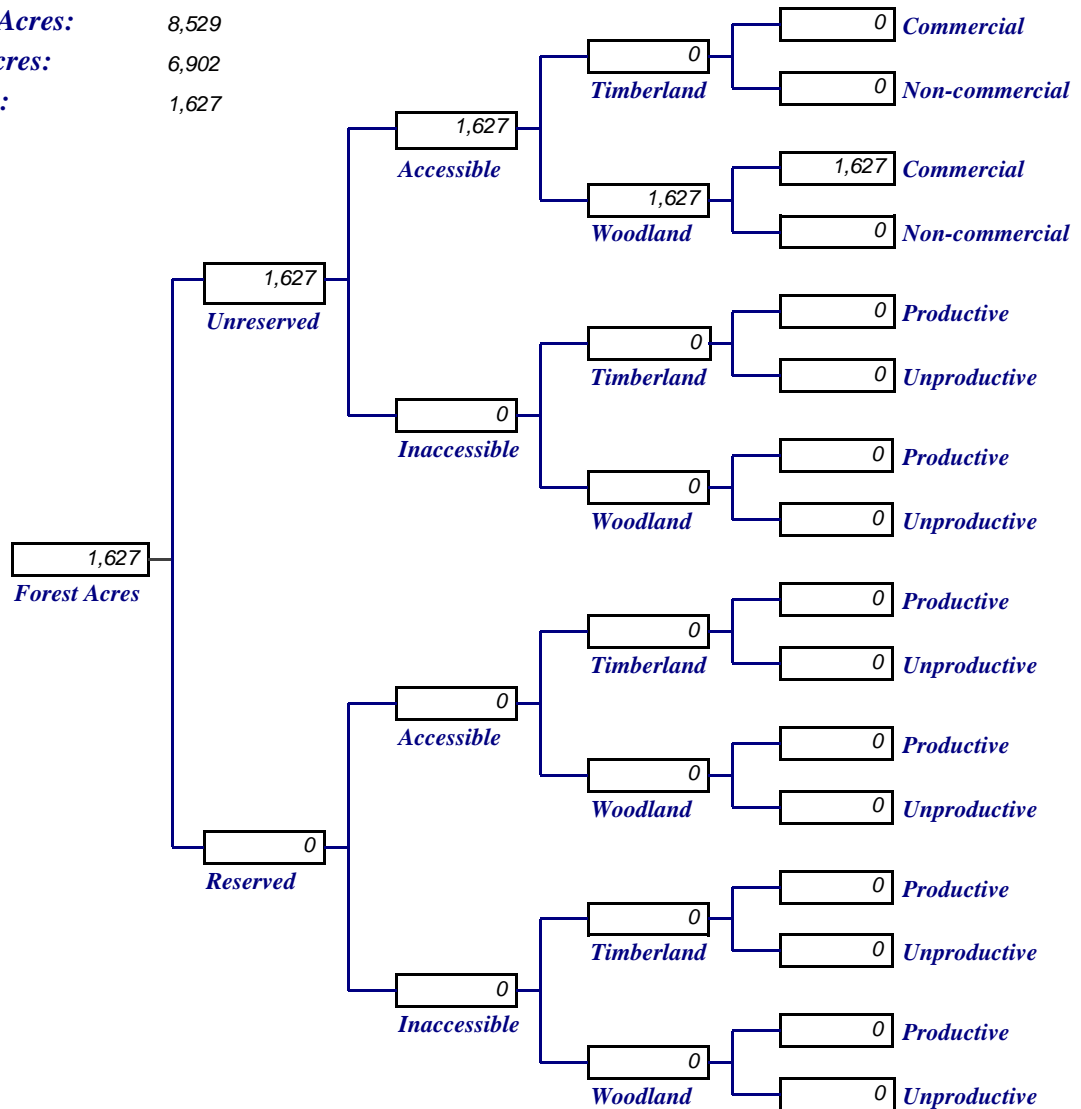 Acres: 8,529
cres: 6,902
: 1,627
0 Commercial
0
Timberland
0 Non-commercial
1,627
Accessible
1,627 Commercial
1,627
Woodland
0 Non-commercial
1,627
Unreserved
0 Productive
0
Timberland
0 Unproductive
0
Inaccessible
0 Productive
0
Woodland
0 Unproductive
1,627
Forest Acres
0 Productive
0
Timberland
0 Unproductive
0
Accessible
0 Productive
0
Woodland
0 Unproductive
0
Reserved
0 Productive
0
Timberland
0 Unproductive
0
Inaccessible
0 Productive
0
Woodland
0 Unproductive